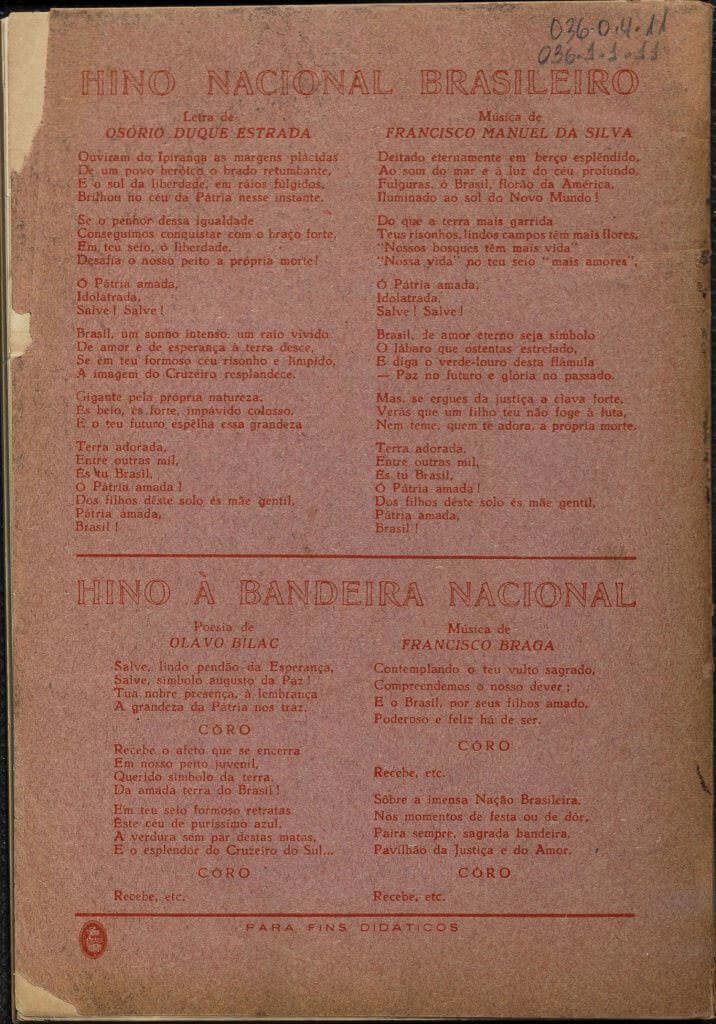 036-0.4.11
036-1-1-11
HINO NACIONAL BRASILEIRO
Letra de
OSÓRIO DUQUE ESTRADA
Ouviram do Ipiranga as margens plácidas
De um povo heróico o brado retumbante,
E o sol da liberdade, em raios fúlgidos,
Brilhou no céu da Pátria nesse instante.
Se o penhor dessa igualdade
Conseguimos conquistar com o braço forte,
Em teu seio, ó liberdade,
Desafia o nosso peito a própria morte!
Ó Pátria amada,
Idolatrada,
Salve! Salve!
Brasil, um sonho intenso, um raio vívido
De amor e de esperança à terra desce,
Se em teu formoso céu risonho e límpido,
A imagem do Cruzeiro resplandece.
Gigante pela própria natureza,
És belo, és forte, impávido colosso,
E o teu futuro espelha essa grandeza
Terra adorada,
Entre outras mil,
És tu Brasil,
Ó Pátria amada!
Dos filhos dêste solo és mãe gentil,
Pátria amada,
Brasil!
Música de
FRANCISCO MANUEL DA SILVA
Deitado eternamente em berço esplêndido,
Ao som do mar e à luz do céu profundo,
Fulguras, ó Brasil, florão da América,
Iluminado ao sol do Novo Mundo!
Do que a terra mais garrida
Teus risonhos, lindos campos têm mais flores,
"Nossos bosques têm mais vida"
"Nossa vida" no teu seio "mais amores".
Ó Pátria amada,
Idolatrada,
Salve! Salve!
Brasil, de amor eterno seja símbolo
O lábaro que ostentas estrelado,
E diga o verde-louro desta flâmula
— Paz no futuro e glória no passado.
Mas, se ergues da justiça a clava forte,
Verás que um filho teu não foge à luta,
Nem teme, quem te adora, a própria morte.
Terra adorada,
Entre outras mil,
És tu Brasil,
Ó Pátria amada!
Dos filhos dêste solo és mãe gentil,
Pátria amada,
Brasil!
HINO À BANDEIRA NACIONAL
Poesia de
OLAVO BILAC
Salve, lindo pendão da Esperança,
Salve, símbolo augusto da Paz!
Tua nobre presença, à lembrança
A grandeza da Pátria nos traz.
CÔRO
Recebe o afeto que se encerra
Em nosso peito juvenil,
Querido símbolo da terra,
Da amada terra do Brasil!
Em teu seio formoso retratas
Êste céu de puríssimo azul,
A verdura sem par destas matas,
E o esplendor do Cruzeiro do Sul...
CÔRO
Recebe, etc.
Música de
FRANCISCO BRAGA
Contemplando o teu vulto sagrado,
Compreendemos o nosso dever;
E o Brasil, por seus filhos amado,
Poderoso e feliz há de ser.
CÔRO
Recebe, etc.
Sôbre a imensa Nação Brasileira,
Nos momentos de festa ou de dôr,
Paira sempre, sagrada bandeira,
Pavilhão da Justiça e do Amor.
CÔRO
Recebe, etc.
PARA FINS DIDATICOS